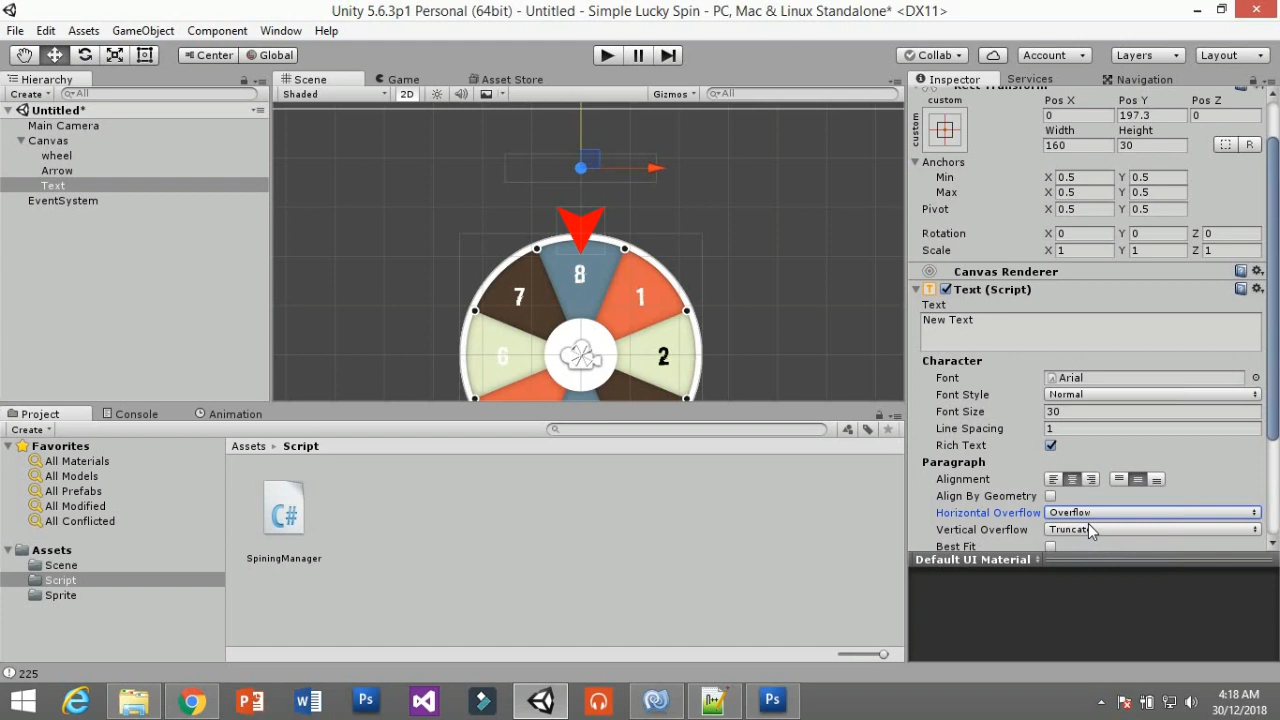 Unity 5.6.3p1 Personal (64bit) - Untitled - Simple Lucky Spin - PC, Mac & Linux Standalone* <DX11>
File Edit Assets GameObject Component Window Help
Center Global Collab Account Layers Layout
Hierarchy Scene Game Asset Store Inspector Services Navigation
Create All Shaded 2D Gizmos All
Untitled*
Main Camera
Canvas
wheel
Arrow
Text
EventSystem
8
7 1
6 2
Rect Transform
custom Pos X Pos Y Pos Z
custom 0 197.3 0
Width Height
160 30 R
Anchors
Min X 0.5 Y 0.5
Max X 0.5 Y 0.5
Pivot X 0.5 Y 0.5
Rotation X 0 Y 0 Z 0
Scale X 1 Y 1 Z 1
Canvas Renderer
T Text (Script)
Text
New Text
Character
Font Arial
Font Style Normal
Font Size 30
Line Spacing 1
Rich Text
Paragraph
Alignment
Align By Geometry
Horizontal Overflow Overflow
Vertical Overflow Truncate
Best Fit
Default UI Material
Project Console Animation
Create
Favorites
All Materials
All Models
All Prefabs
All Modified
All Conflicted
Assets
Scene
Script
Sprite
Assets Script
C#
SpiningManager
225
4:18 AM
30/12/2018